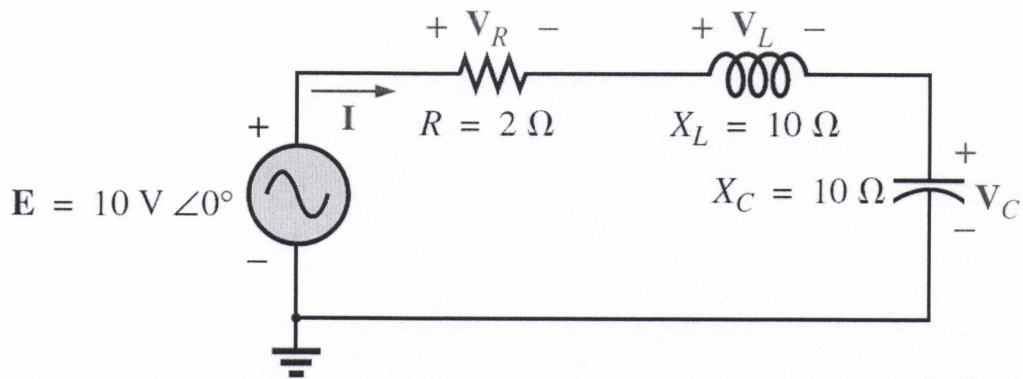 + V_R − + V_L −
I
R = 2 Ω
X_L = 10 Ω
+
E = 10 V ∠0°
−
X_C = 10 Ω
+
V_C
−